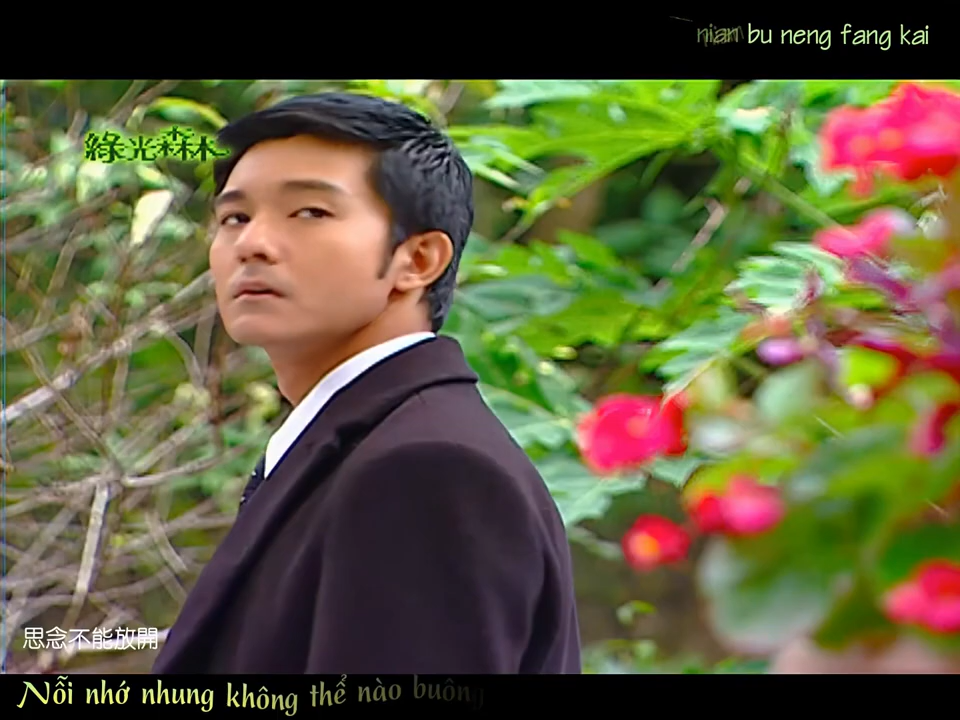 nian bu neng fang kai
綠光森林
思念不能放開
Nỗi nhớ nhung không thể nào buông